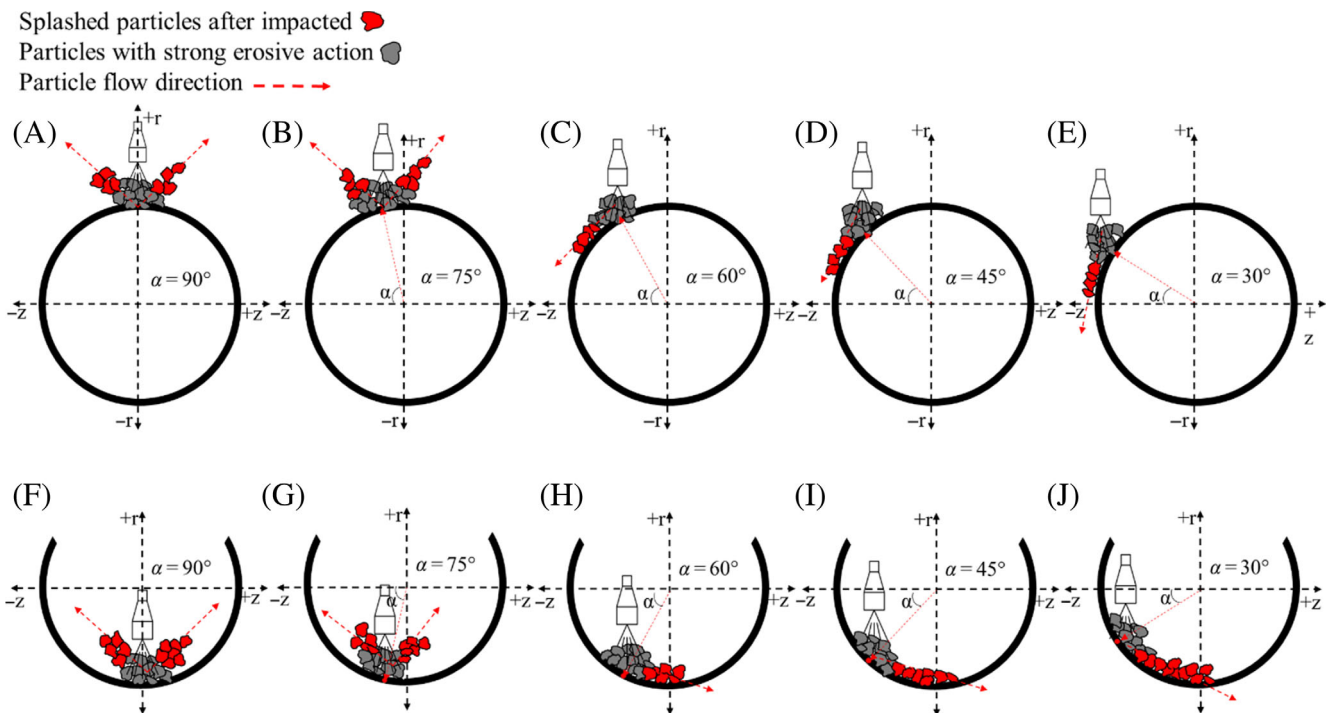 Splashed particles after impacted
Particles with strong erosive action
Particle flow direction
(A) (B) (C) (D) (E)
+r +r +r +r +r
α = 90° α = 75° α = 60° α = 45° α = 30°
α α α α
−z +z −z +z −z +z −z +z −z + z
−r −r −r −r −r
(F) (G) (H) (I) (J)
+r +r +r +r +r
α = 90° α = 75° α = 60° α = 45° α = 30°
α α α α
−z +z −z +z −z +z −z +z −z +z